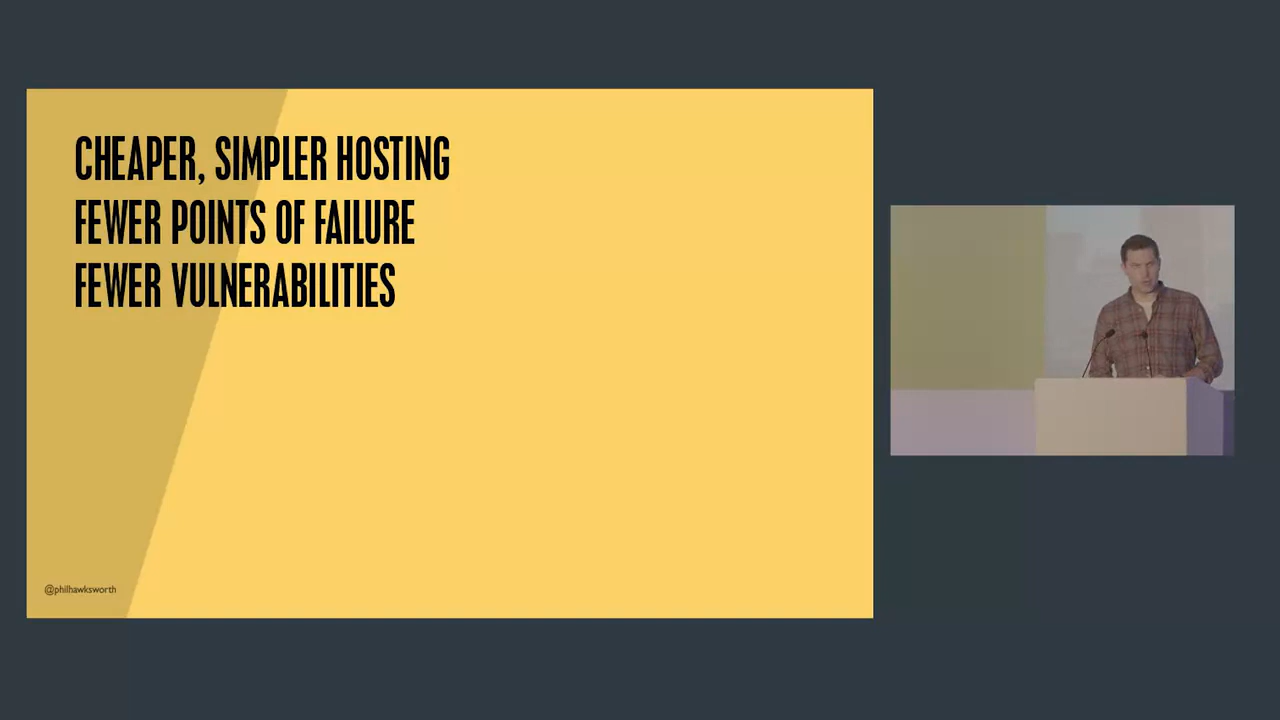 CHEAPER, SIMPLER HOSTING
FEWER POINTS OF FAILURE
FEWER VULNERABILITIES
@philhawksworth